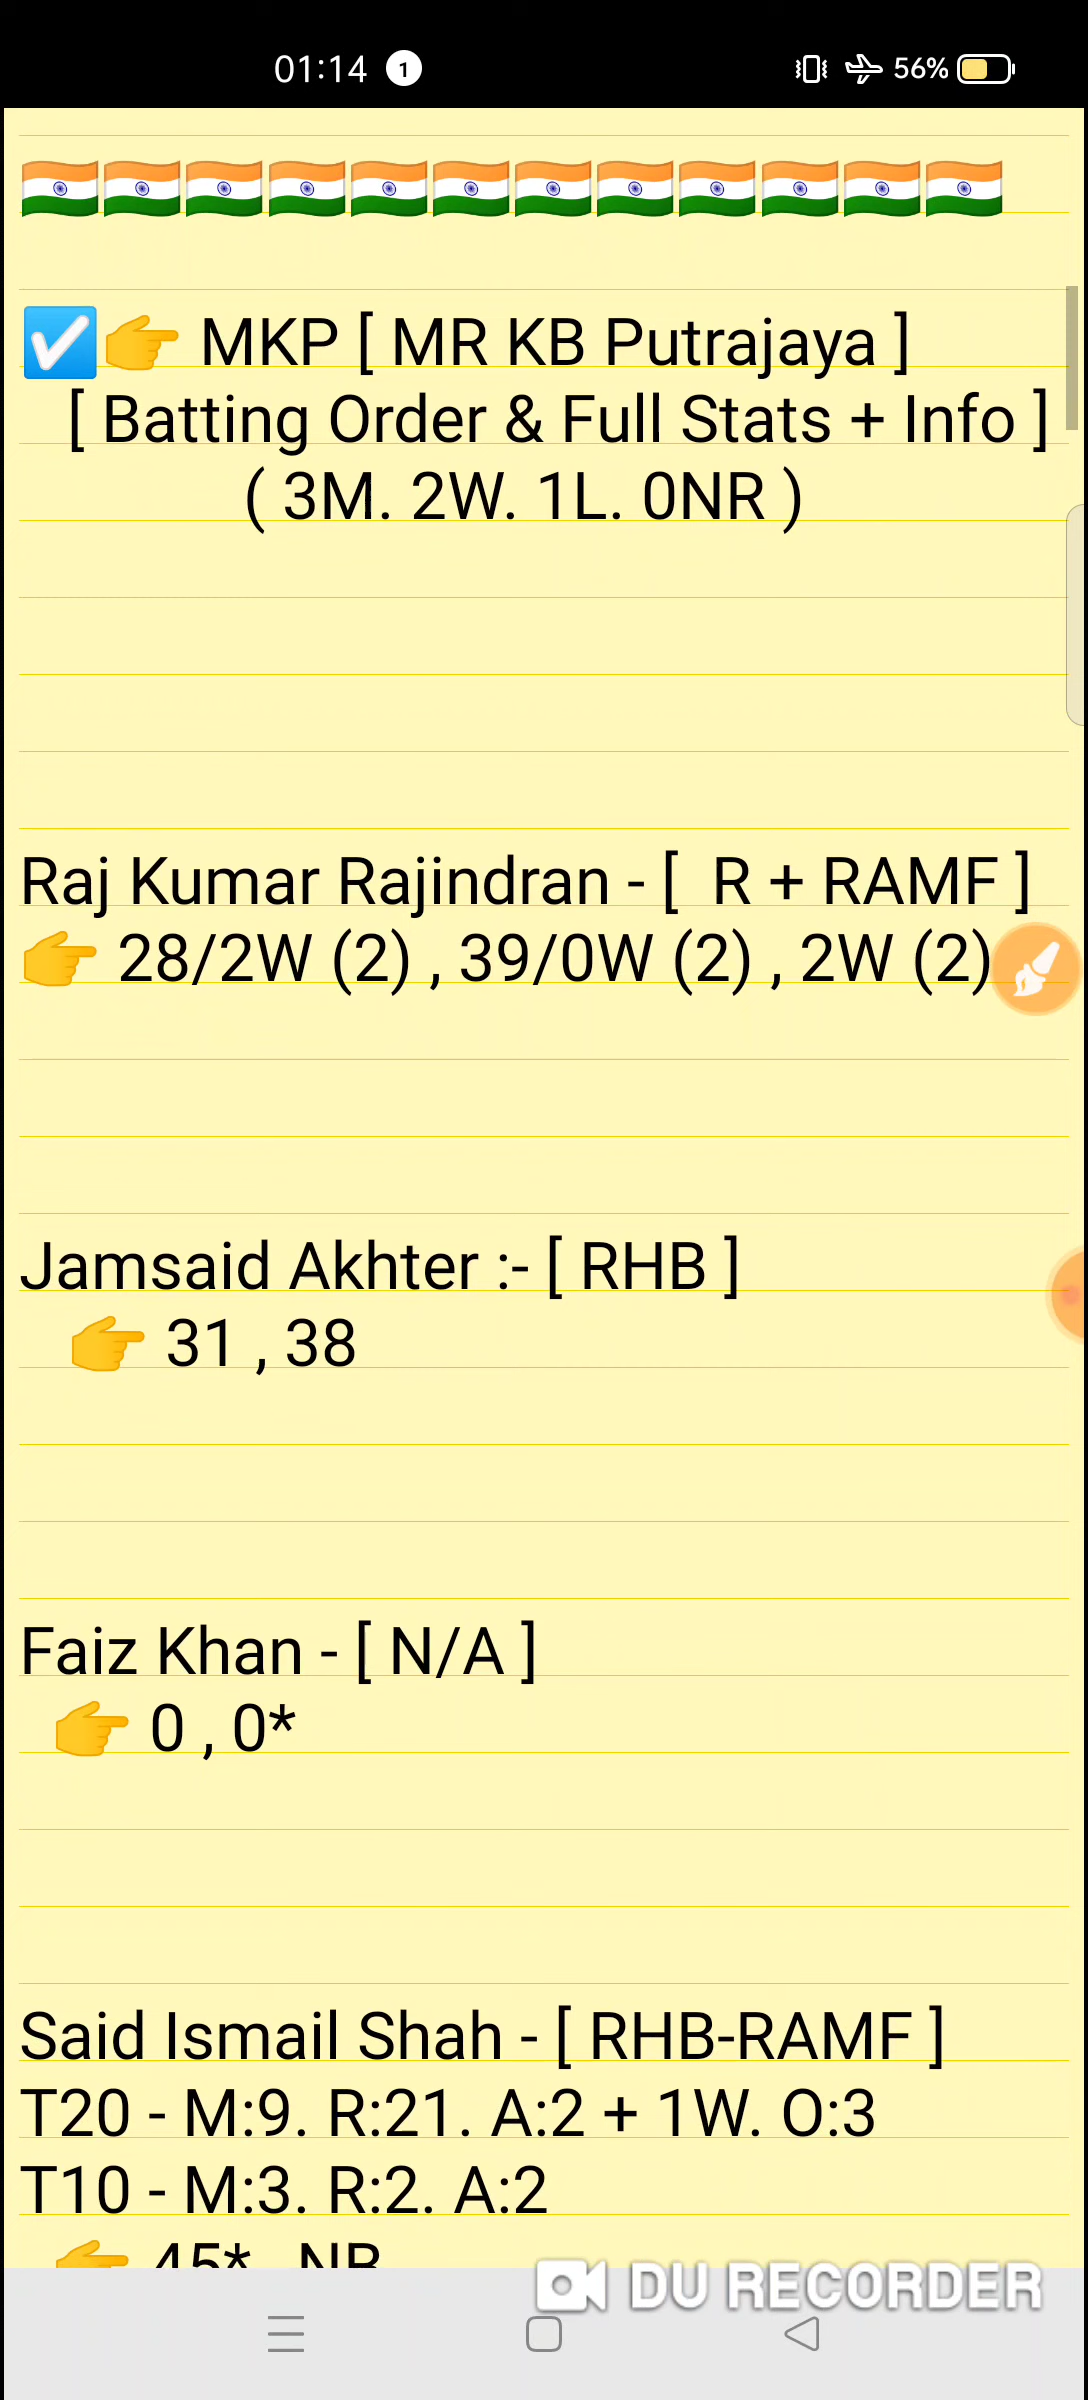 01:14 1 56%
🇮🇳🇮🇳🇮🇳🇮🇳🇮🇳🇮🇳🇮🇳🇮🇳🇮🇳🇮🇳🇮🇳🇮🇳
☑️👉 MKP [ MR KB Putrajaya ]
[ Batting Order & Full Stats + Info ]
( 3M. 2W. 1L. 0NR )
Raj Kumar Rajindran - [  R + RAMF ]
👉 28/2W (2) , 39/0W (2) , 2W (2)
Jamsaid Akhter :- [ RHB ]
👉 31 , 38
Faiz Khan - [ N/A ]
👉 0 , 0*
Said Ismail Shah - [ RHB-RAMF ]
T20 - M:9. R:21. A:2 + 1W. O:3
T10 - M:3. R:2. A:2
👉 45* , NB
DU RECORDER